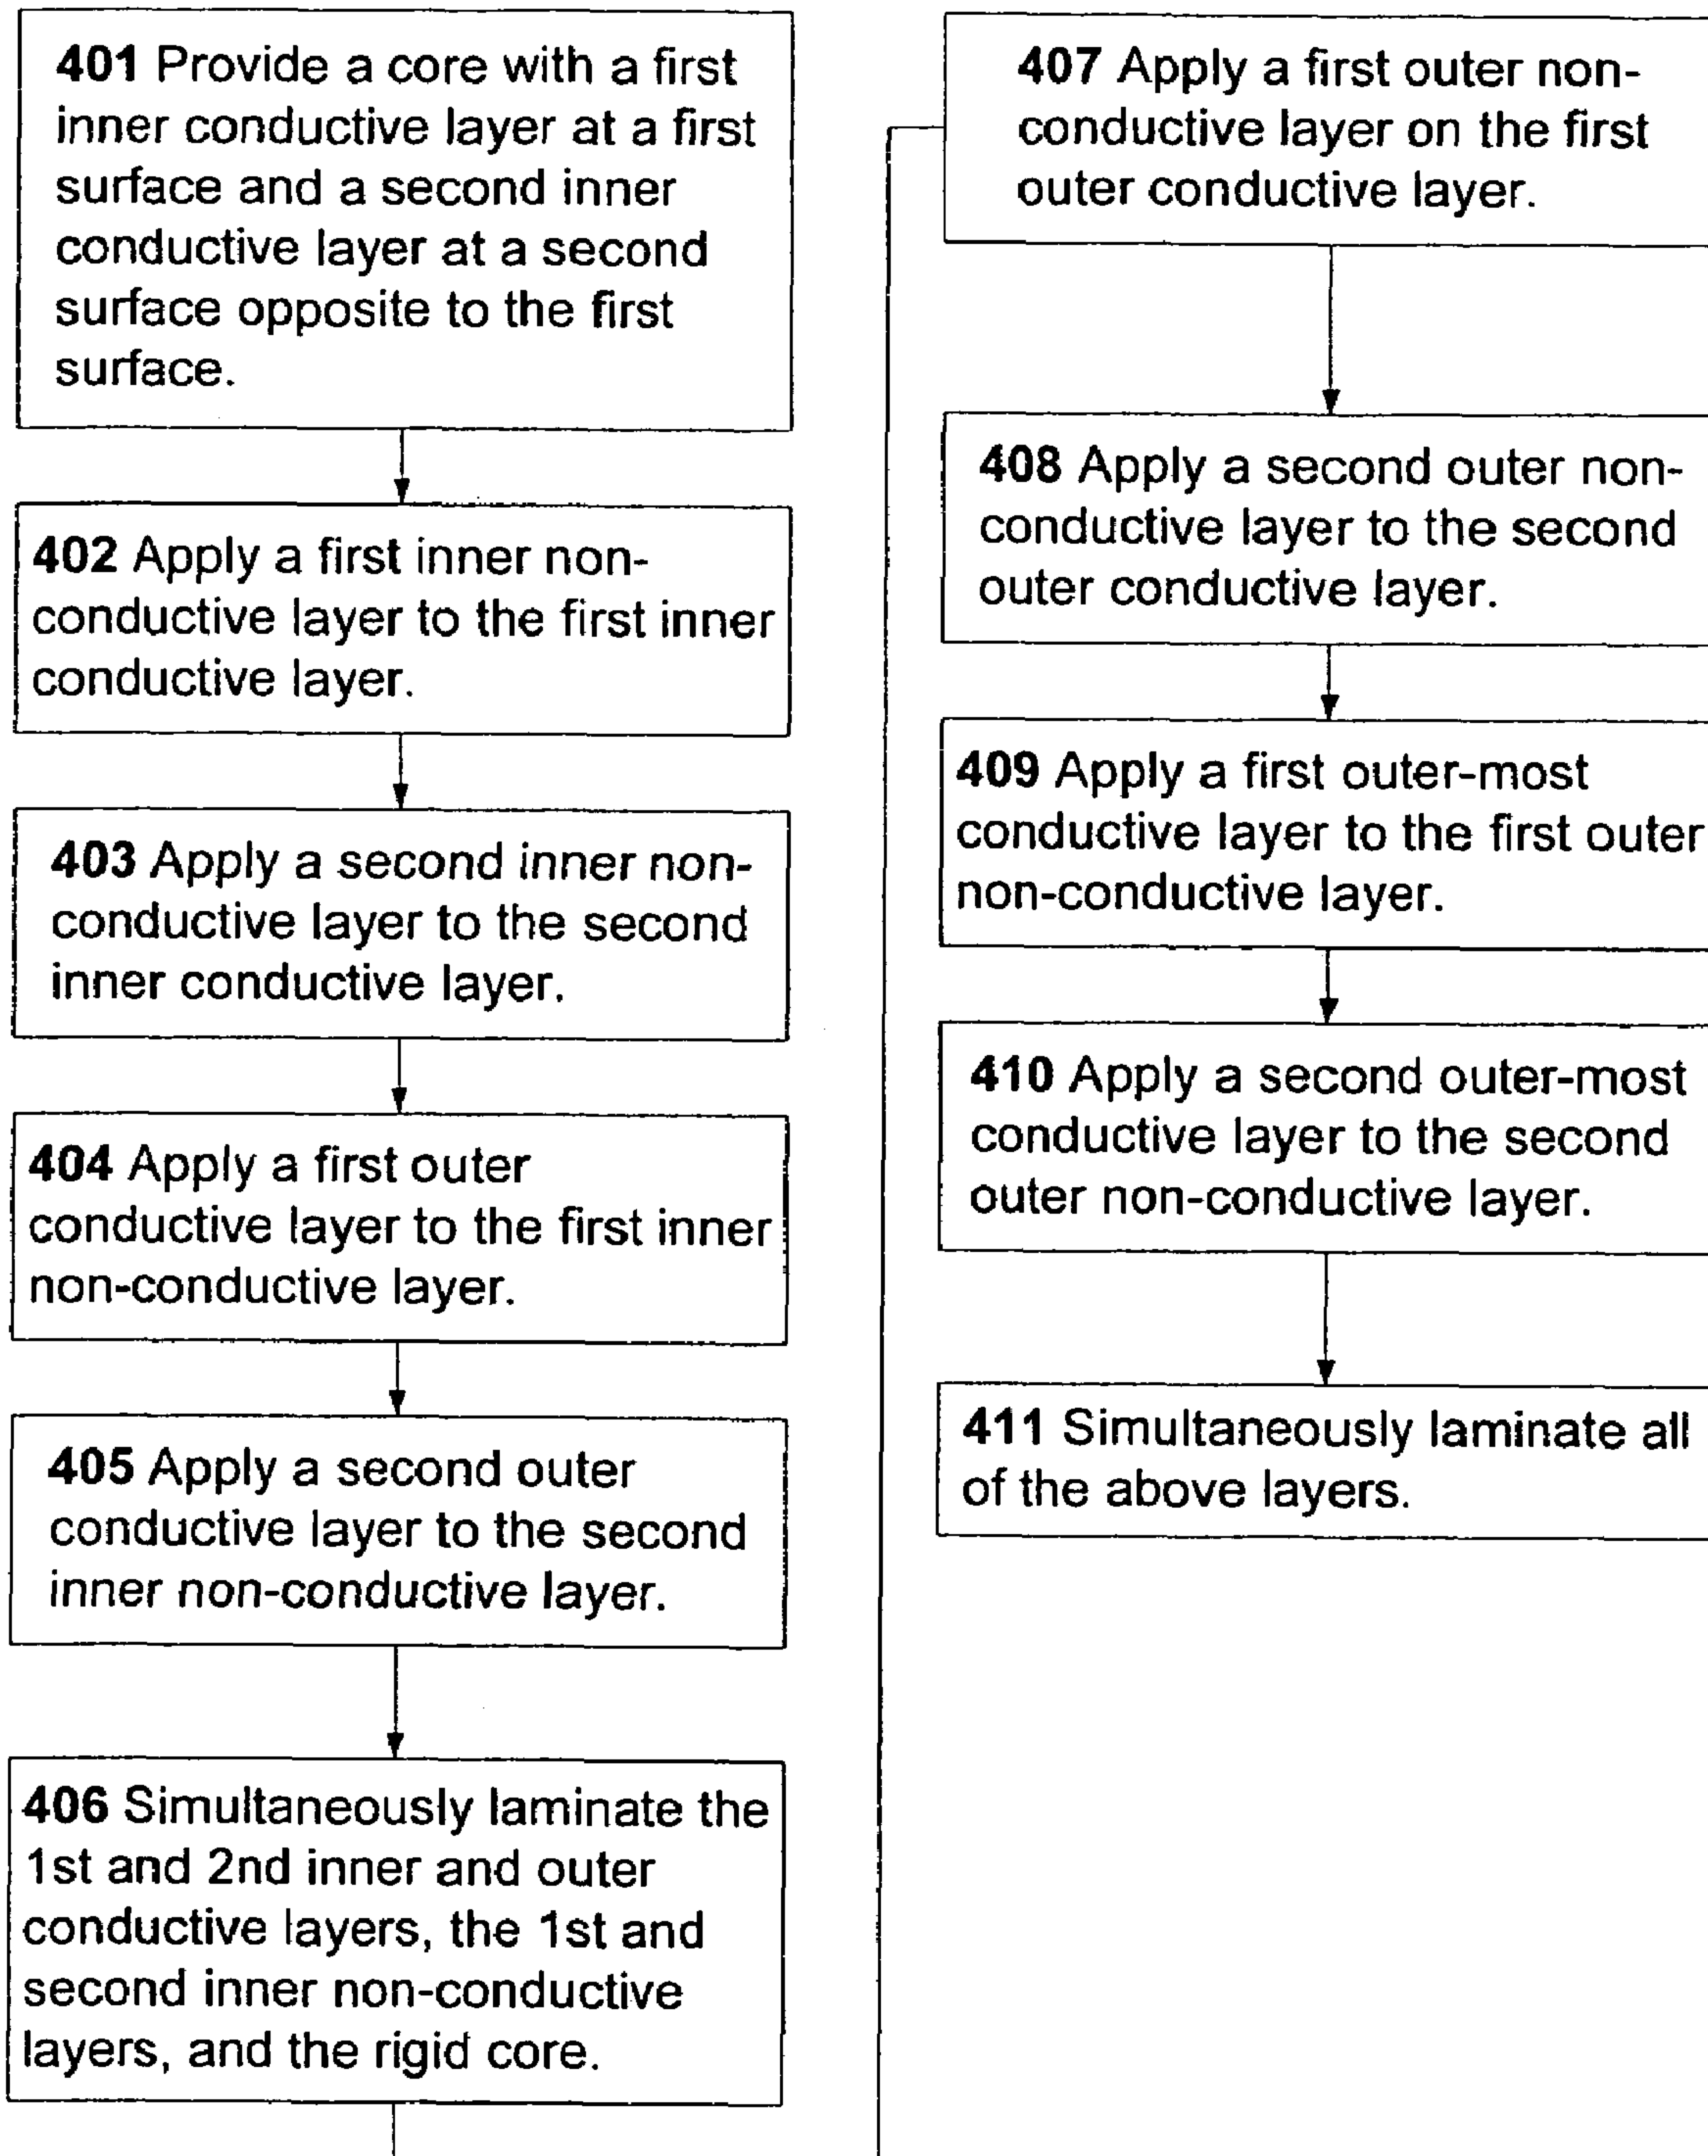 401 Provide a core with a first
inner conductive layer at a first
surface and a second inner
conductive layer at a second
surface opposite to the first
surface.
402 Apply a first inner non-
conductive layer to the first inner
conductive layer.
403 Apply a second inner non-
conductive layer to the second
inner conductive layer.
404 Apply a first outer
conductive layer to the first inner
non-conductive layer.
405 Apply a second outer
conductive layer to the second
inner non-conductive layer.
406 Simultaneously laminate the
1st and 2nd inner and outer
conductive layers, the 1st and
second inner non-conductive
layers, and the rigid core.
407 Apply a first outer non-
conductive layer on the first
outer conductive layer.
408 Apply a second outer non-
conductive layer to the second
outer conductive layer.
409 Apply a first outer-most
conductive layer to the first outer
non-conductive layer.
410 Apply a second outer-most
conductive layer to the second
outer non-conductive layer.
411 Simultaneously laminate all
of the above layers.